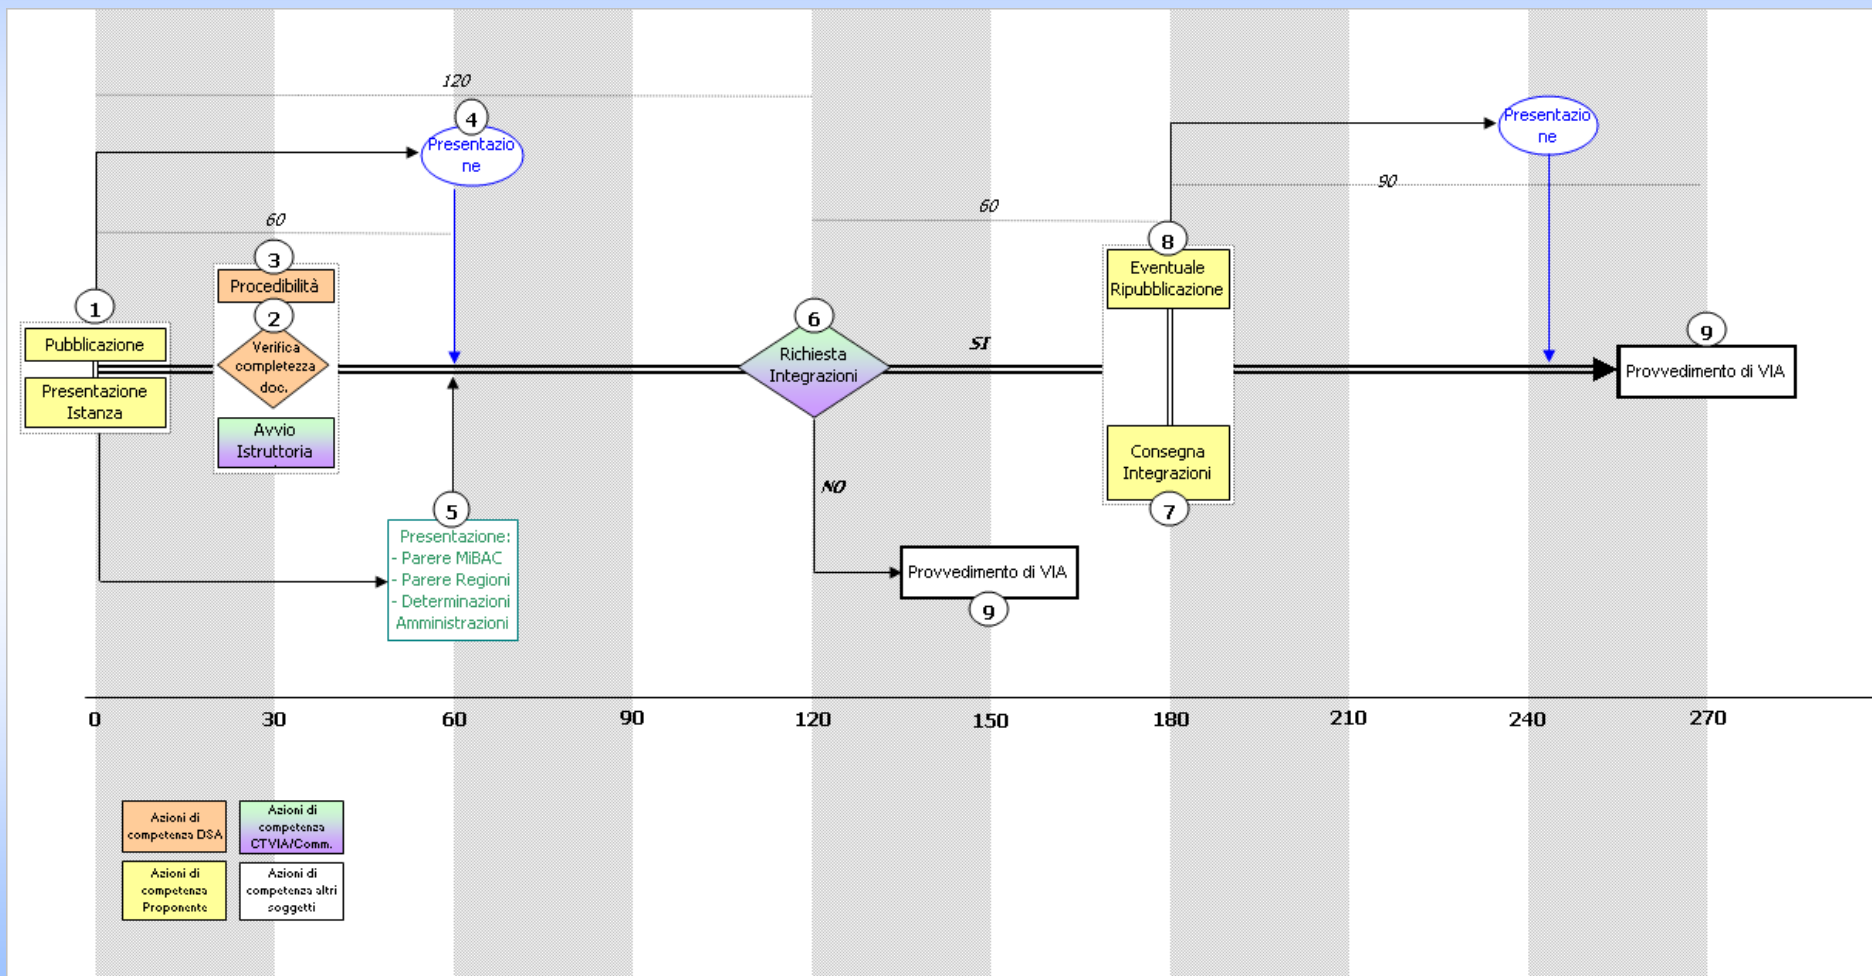 120
4
Presentazio
ne
60
3
Procedibilità
1
2
Pubblicazione
Presentazione
Istanza
Verifica
completezza
doc.
Avvio
Istruttoria
5
Presentazione:
- Parere MiBAC
- Parere Regioni
- Determinazioni
Amministrazioni
6
Richiesta
Integrazioni
SI
NO
Provvedimento di VIA
9
60
8
Eventuale
Ripubblicazione
Consegna
Integrazioni
7
Presentazio
ne
90
9
Provvedimento di VIA
0 30 60 90 120 150 180 210 240 270
Azioni di
competenza DSA
Azioni di
competenza
CTVIA/Comm.
Azioni di
competenza
Proponente
Azioni di
competenza altri
soggetti